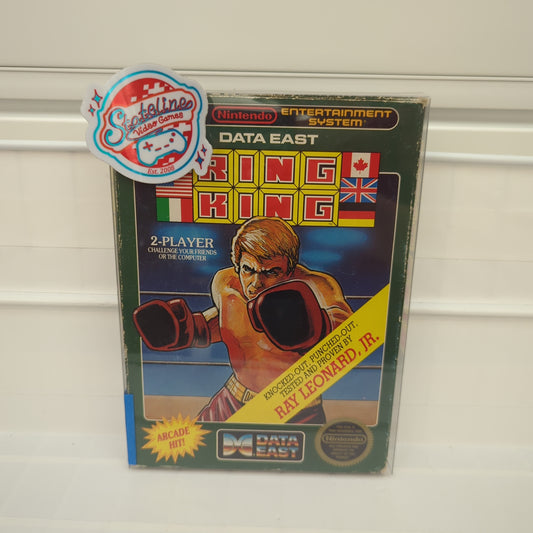 Stateline
Video Games
Est. 2006
Nintendo
ENTERTAINMENT
SYSTEM
DATA EAST
RING
KING
2-PLAYER
CHALLENGE YOUR FRIENDS
OR THE COMPUTER
KNOCKED-OUT, PUNCHED-OUT,
TESTED AND PROVEN BY
RAY LEONARD, JR.
ARCADE
HIT!
DATA
EAST
Nintendo